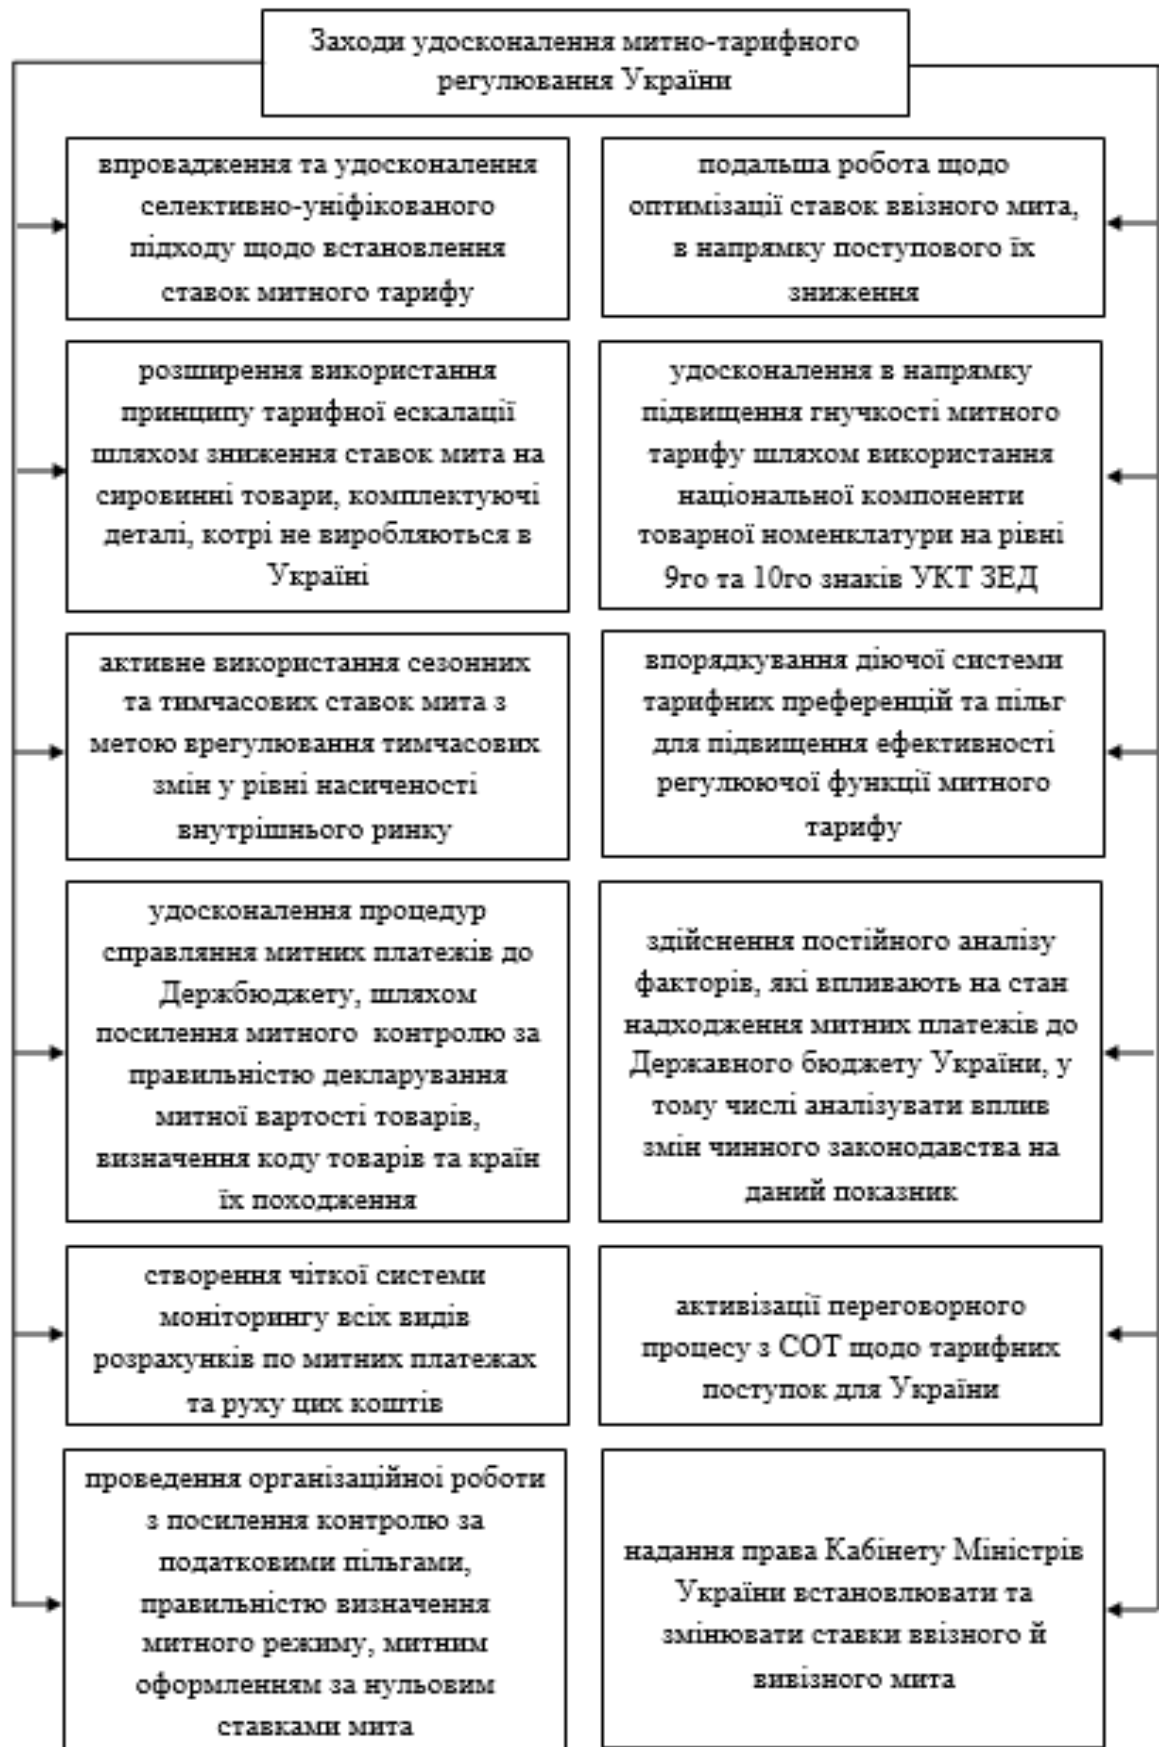 Заходи удосконалення митно-тарифного
регулювання України
впровадження та удосконалення
селективно-уніфікованого
підходу щодо встановлення
ставок митного тарифу
подальша робота щодо
оптимізації ставок ввізного мита,
в напрямку поступового їх
зниження
розширення використання
принципу тарифної ескалації
шляхом зниження ставок мита на
сировинні товари, комплектуючі
деталі, котрі не виробляються в
Україні
удосконалення в напрямку
підвищення гнучкості митного
тарифу шляхом використання
національної компоненти
товарної номенклатури на рівні
9го та 10го знаків УКТ ЗЕД
активне використання сезонних
та тимчасових ставок мита з
метою врегулювання тимчасових
змін у рівні насиченості
внутрішнього ринку
впорядкування діючої системи
тарифних преференцій та пільг
для підвищення ефективності
регулюючої функції митного
тарифу
удосконалення процедур
справляння митних платежів до
Держбюджету, шляхом
посилення митного контролю за
правильністю декларування
митної вартості товарів,
визначення коду товарів та країн
їх походження
здійснення постійного аналізу
факторів, які впливають на стан
надходження митних платежів до
Державного бюджету України, у
тому числі аналізувати вплив
змін чинного законодавства на
даний показник
створення чіткої системи
моніторингу всіх видів
розрахунків по митних платежах
та руху цих коштів
активізації переговорного
процесу з СОТ щодо тарифних
поступок для України
проведення організаційної роботи
з посилення контролю за
податковими пільгами,
правильністю визначення
митного режиму, митним
оформленням за нульовим
ставками мита
надання права Кабінету Міністрів
України встановлювати та
змінювати ставки ввізного й
вивізного мита